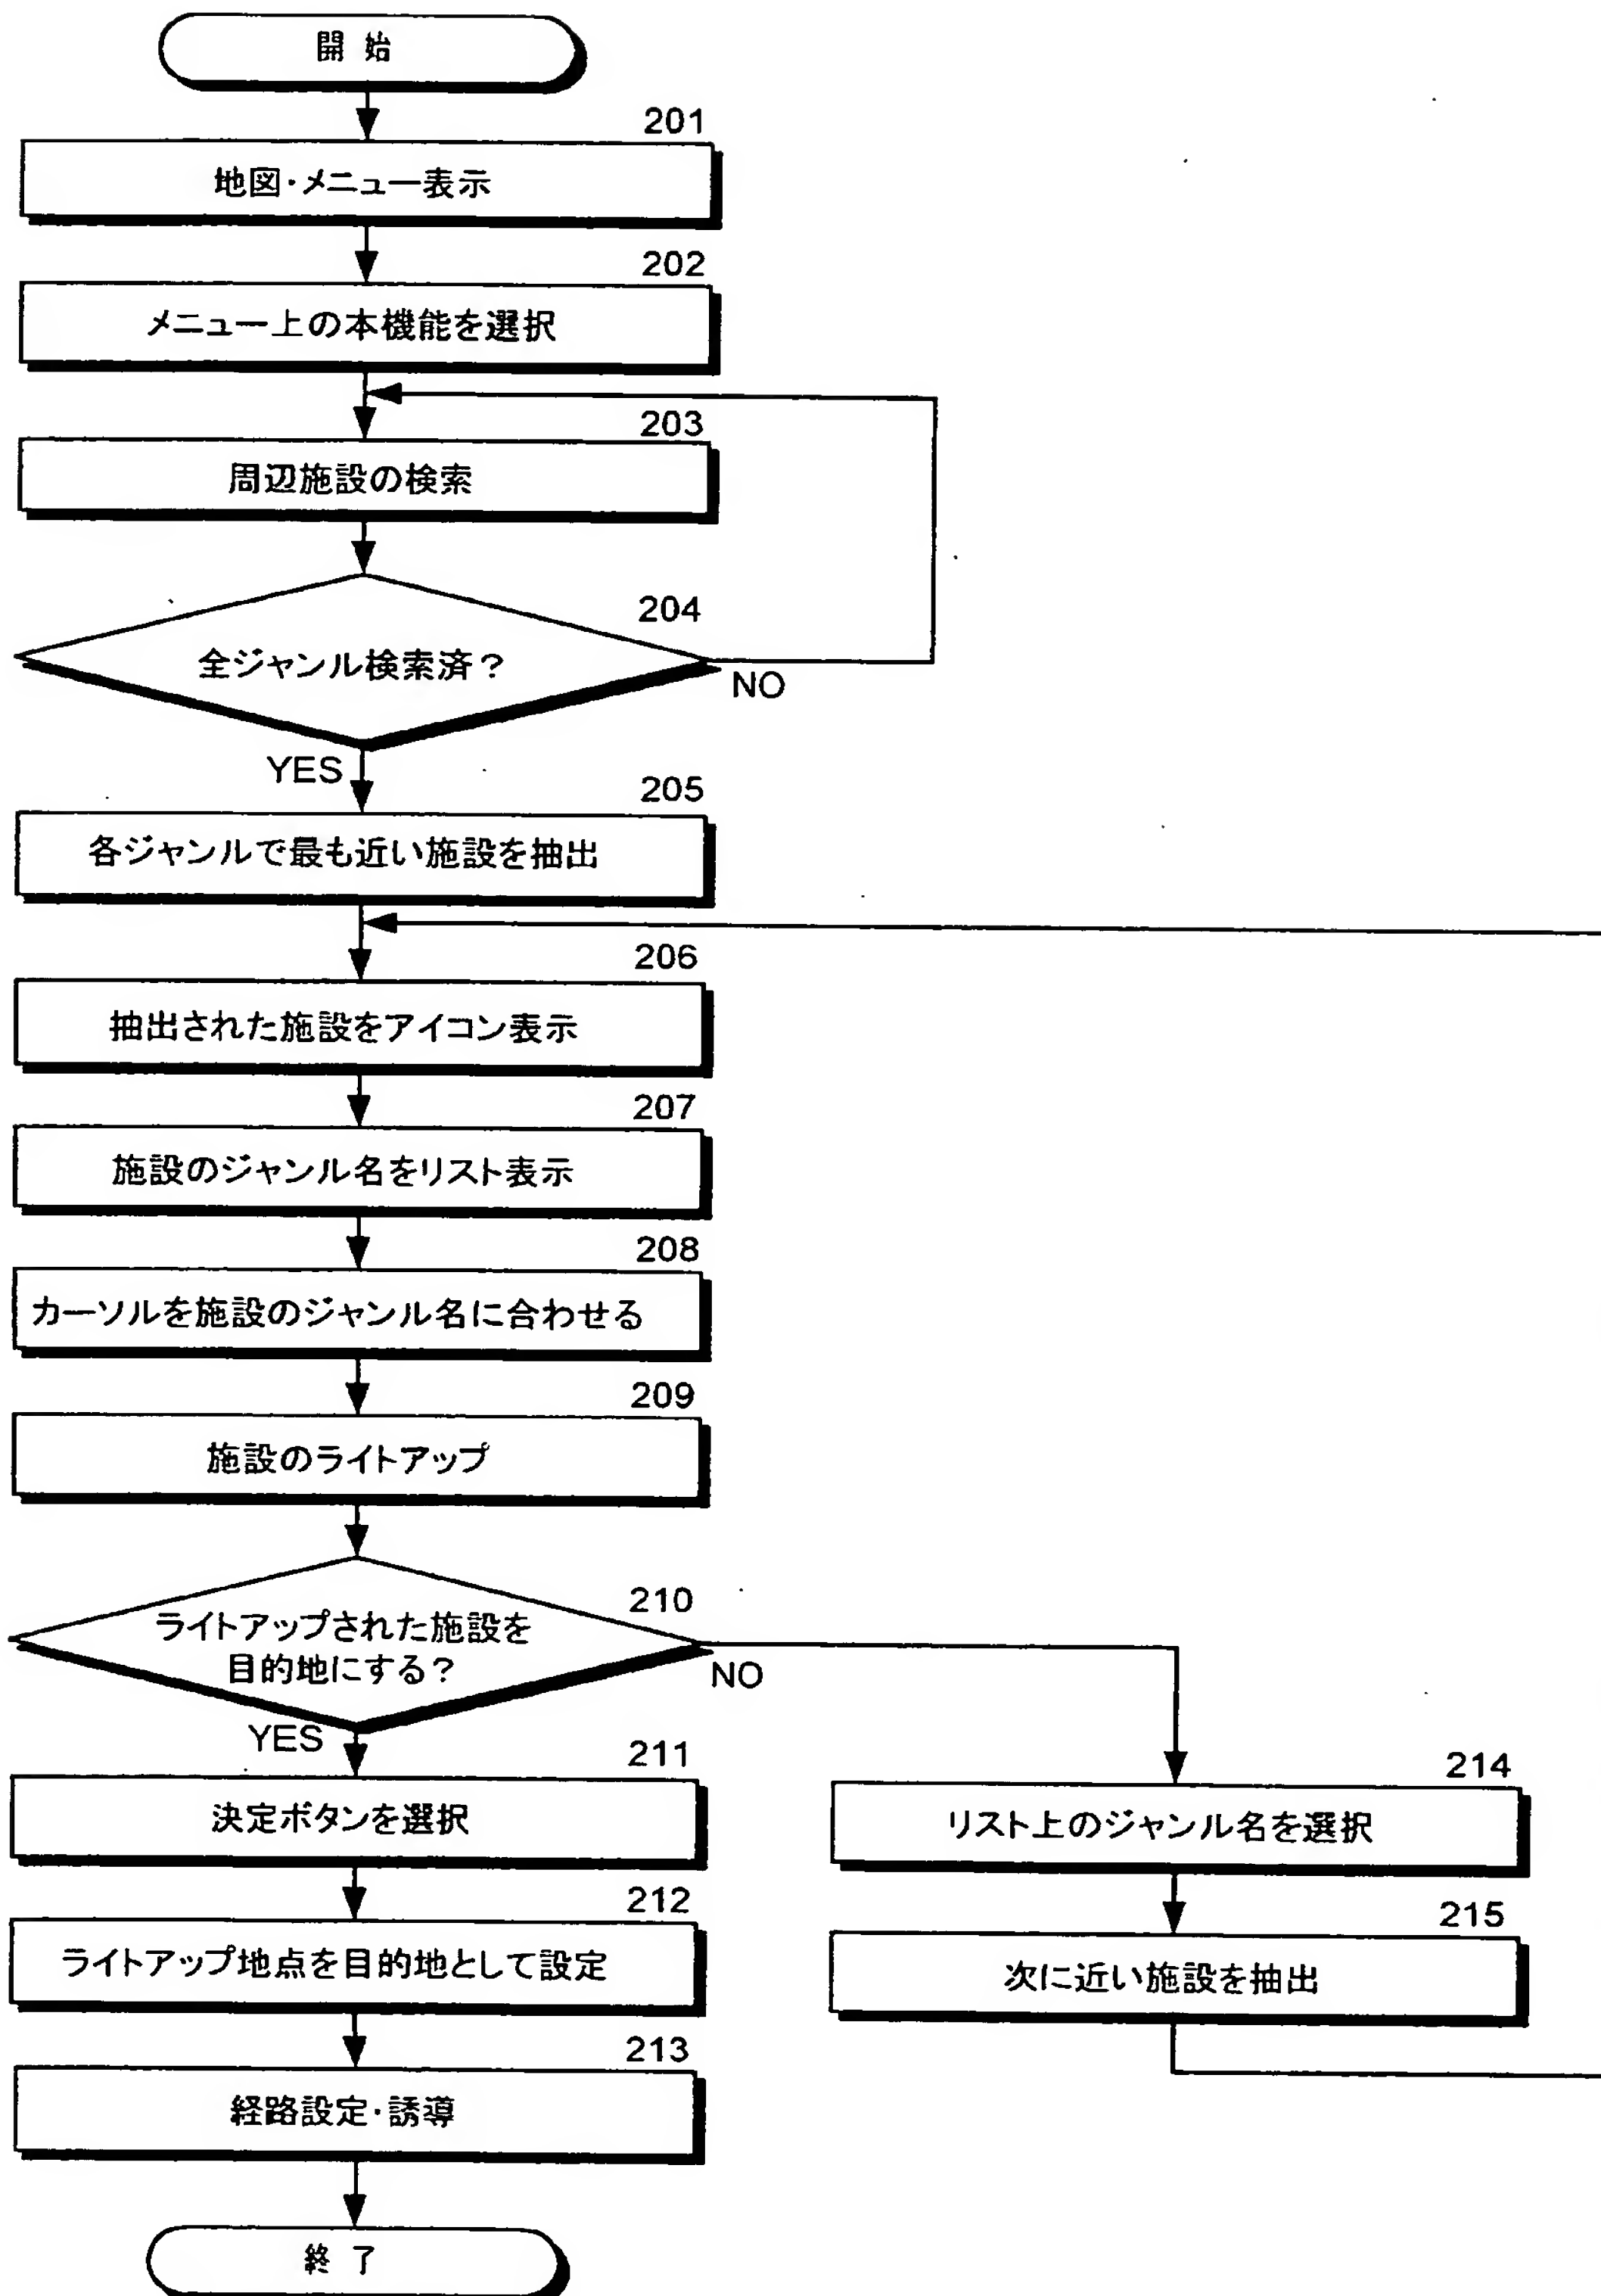 開始
201
地図・メニュー表示
202
メニュー上の本機能を選択
203
周辺施設の検索
204
全ジャンル検索済？
NO
YES
205
各ジャンルで最も近い施設を抽出
206
抽出された施設をアイコン表示
207
施設のジャンル名をリスト表示
208
カーソルを施設のジャンル名に合わせる
209
施設のライトアップ
210
ライトアップされた施設を
目的地にする？
NO
YES
211
決定ボタンを選択
212
ライトアップ地点を目的地として設定
213
経路設定・誘導
214
リスト上のジャンル名を選択
215
次に近い施設を抽出
終了